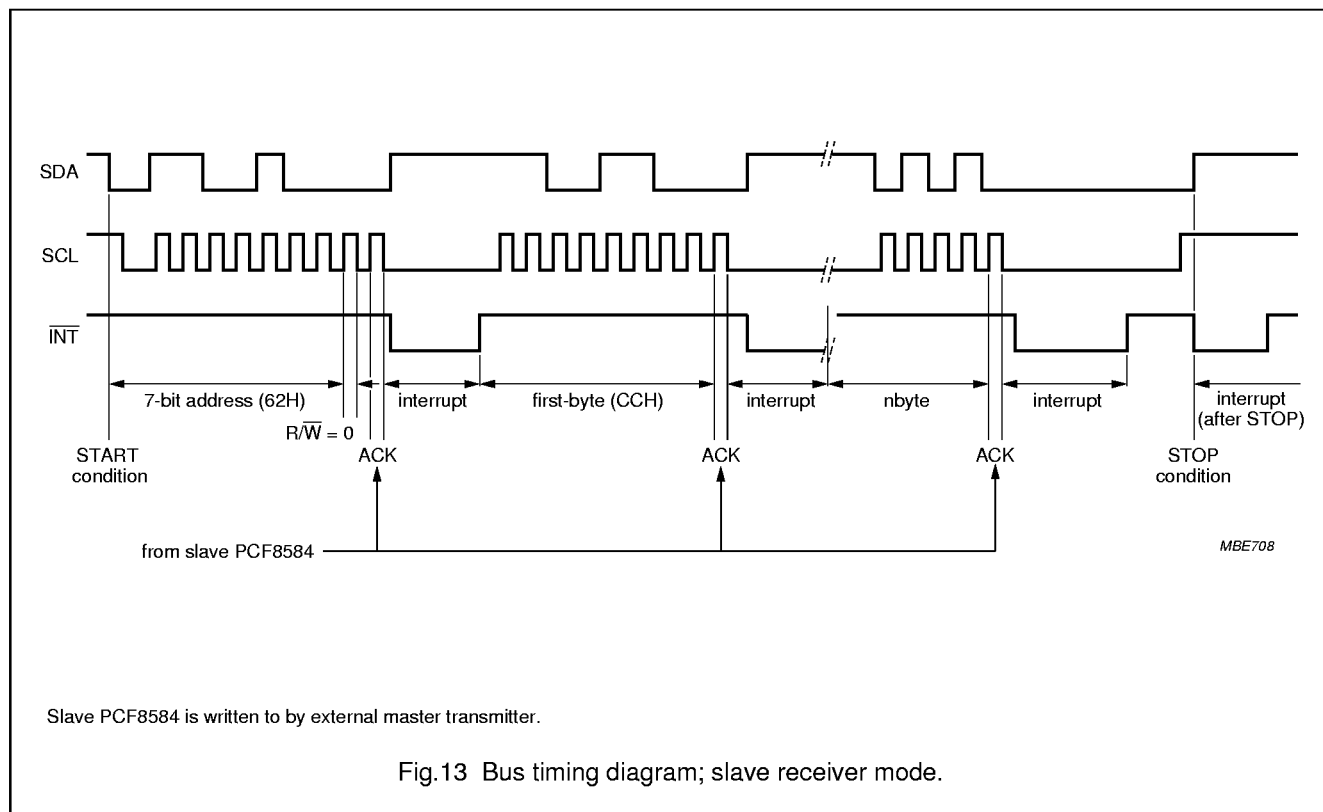 SDA
SCL
INT
7-bit address (62H)
interrupt
first-byte (CCH)
interrupt
nbyte
interrupt
interrupt
(after STOP)
R/W = 0
START
condition
ACK
ACK
ACK
STOP
condition
from slave PCF8584
MBE708
Slave PCF8584 is written to by external master transmitter.
Fig.13 Bus timing diagram; slave receiver mode.